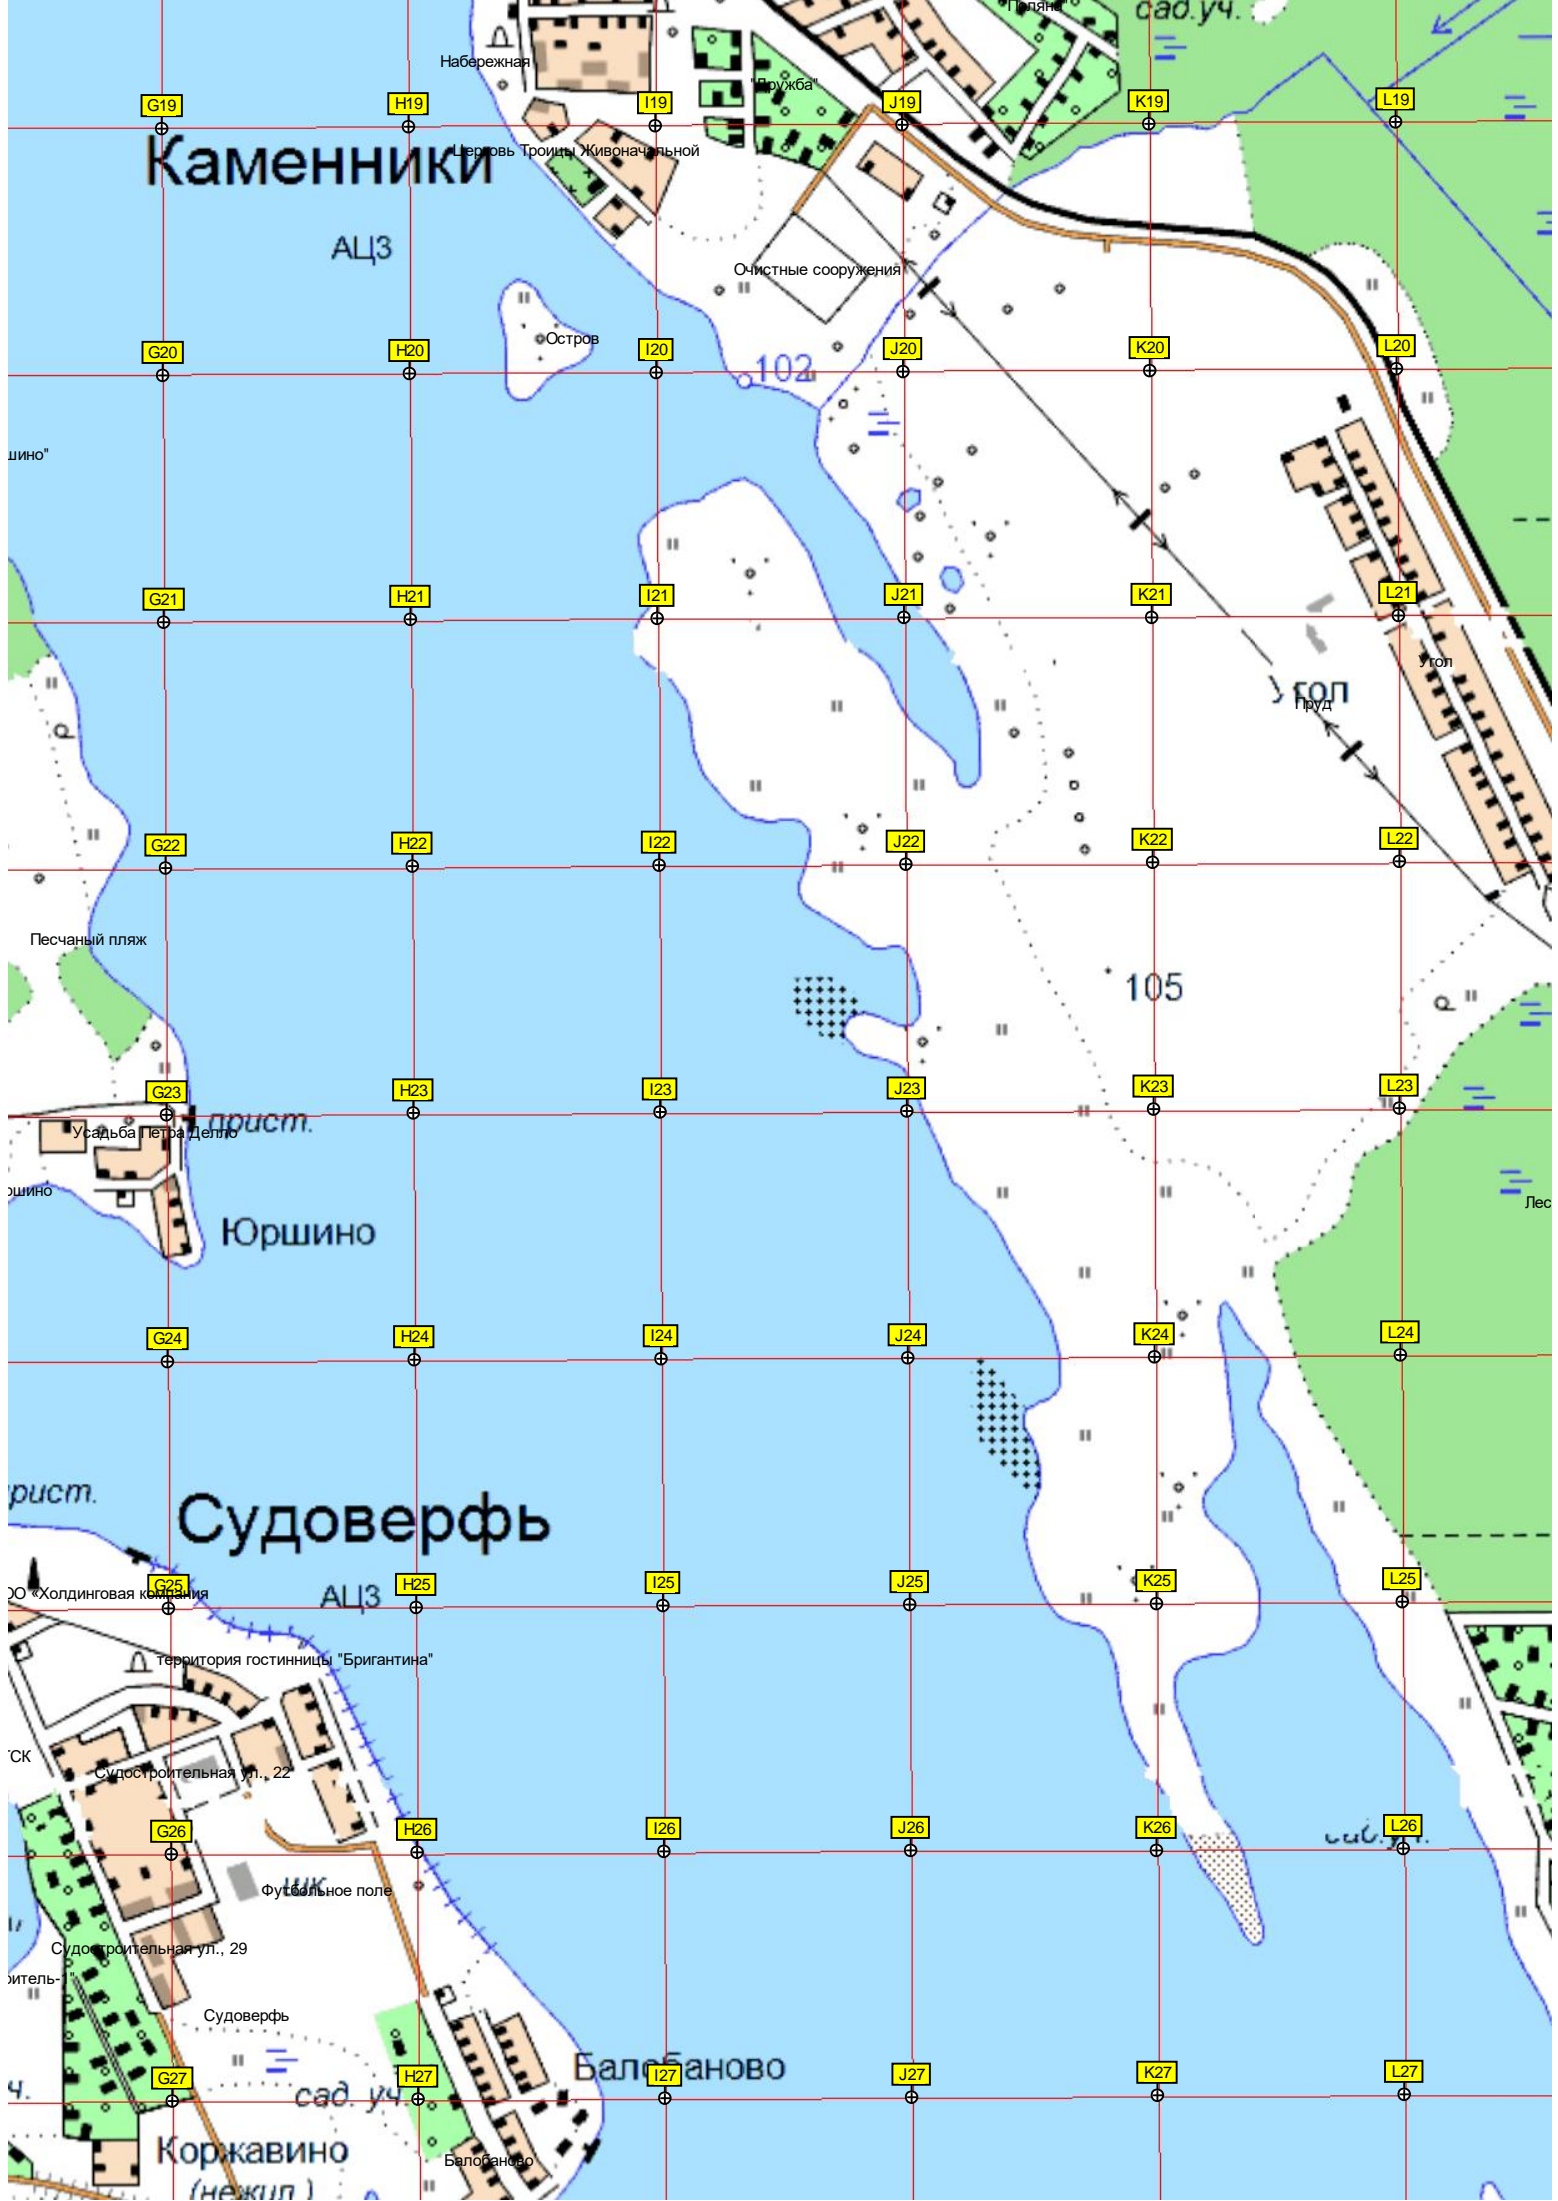 "Поляна"
сад.уч.
Набережная
"Дружба"
G19
H19
I19
J19
K19
L19
Каменники
Церковь Троицы Живоначальной
АЦЗ
Очистные сооружения
Остров
G20
H20
I20
J20
K20
L20
102
шино"
G21
H21
I21
J21
K21
L21
Угол
Угол
Пруд
G22
H22
I22
J22
K22
L22
Песчаный пляж
105
G23
H23
I23
J23
K23
L23
прист.
Усадьба Петра Делло
ршино
Лес
Юршино
G24
H24
I24
J24
K24
L24
рист.
Судоверфь
АЦЗ
G25
H25
I25
J25
K25
L25
ОО «Холдинговая компания
территория гостинницы "Бригантина"
ГСК
Судостроительная ул., 22
G26
H26
I26
J26
K26
L26
сад.уч.
шк.
Футбольное поле
Судостроительная ул., 29
оитель-1"
Судоверфь
Балобаново
G27
H27
I27
J27
K27
L27
ч.
сад. уч.
Коржавино
(нежил.)
Балобаново